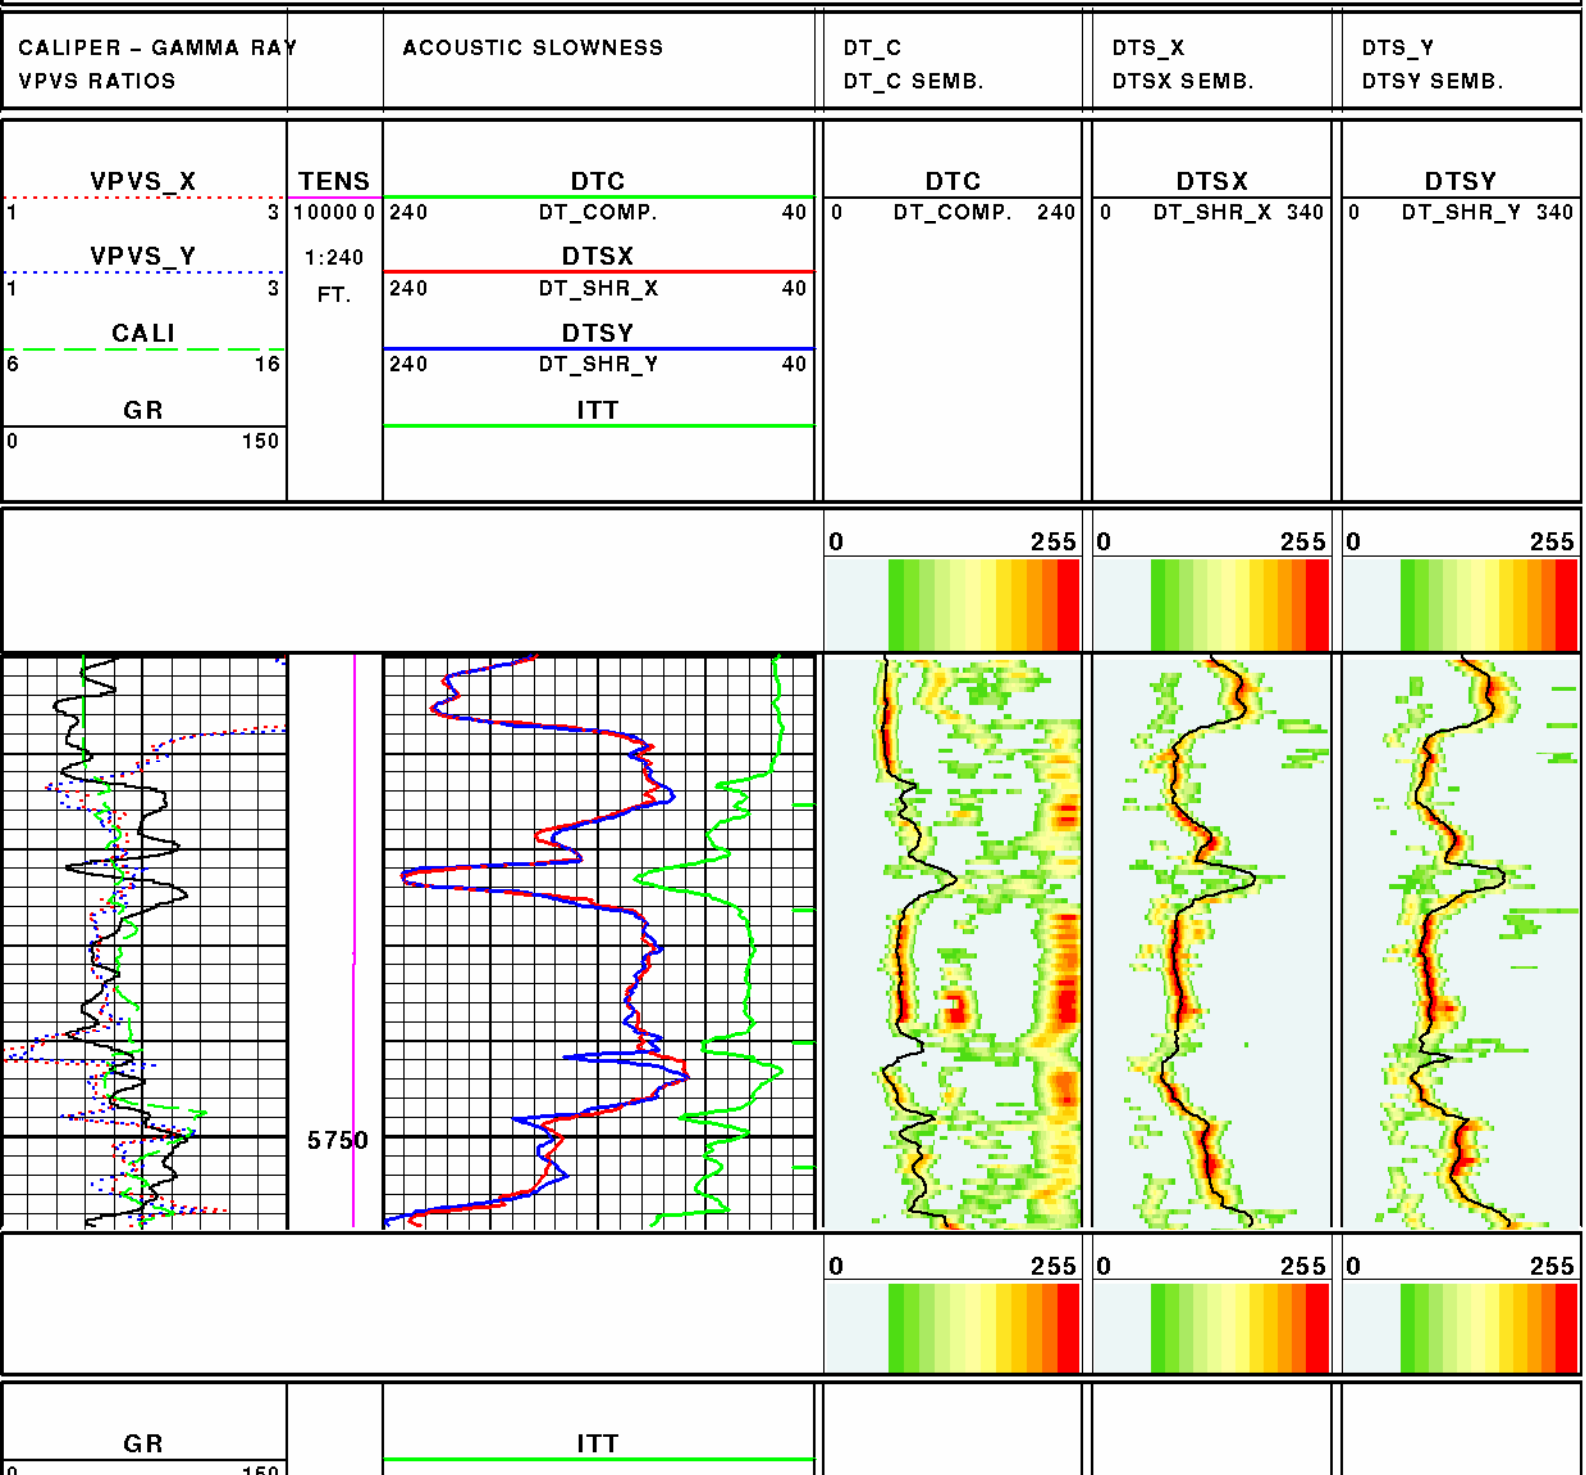 CALIPER – GAMMA RAY
VPVS RATIOS
ACOUSTIC SLOWNESS
DT_C
DT_C SEMB.
DTS_X
DTSX SEMB.
DTS_Y
DTSY SEMB.
VPVS_X
1 3
VPVS_Y
1 3
CALI
6 16
GR
0 150
TENS
10000 0
1:240
FT.
DTC
240 DT_COMP. 40
DTSX
240 DT_SHR_X 40
DTSY
240 DT_SHR_Y 40
ITT
DTC
0 DT_COMP. 240
DTSX
0 DT_SHR_X 340
DTSY
0 DT_SHR_Y 340
0 255
0 255
0 255
5750
0 255
0 255
0 255
GR
0 150
ITT